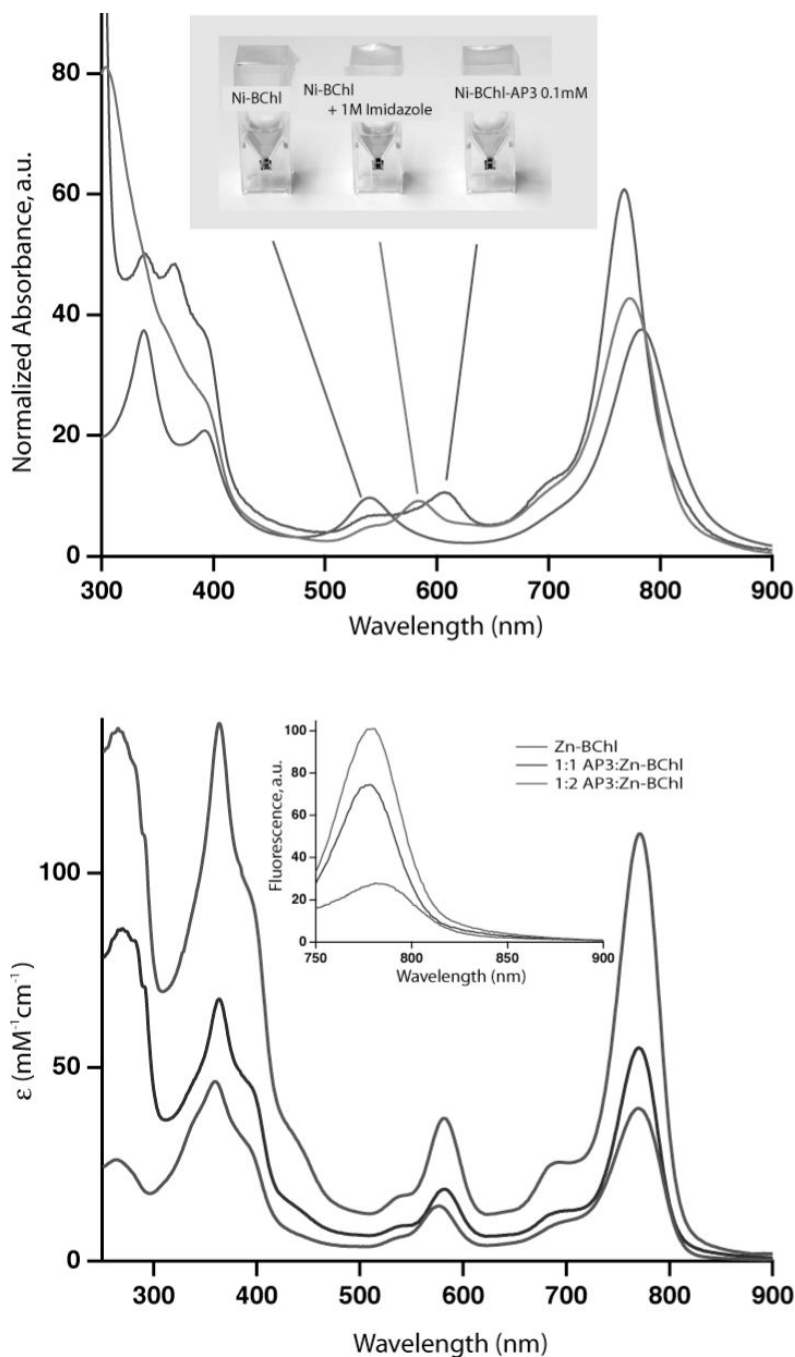 Normalized Absorbance, a.u.
80
60
40
20
0
Ni-BChl
Ni-BChl
+ 1M Imidazole
Ni-BChl-AP3 0.1mM
300 400 500 600 700 800 900
Wavelength (nm)
ε (mM⁻¹cm⁻¹)
100
50
0
Fluorescence, a.u.
100
80
60
40
20
0
750 800 850 900
Wavelength (nm)
Zn-BChl
1:1 AP3:Zn-BChl
1:2 AP3:Zn-BChl
300 400 500 600 700 800 900
Wavelength (nm)